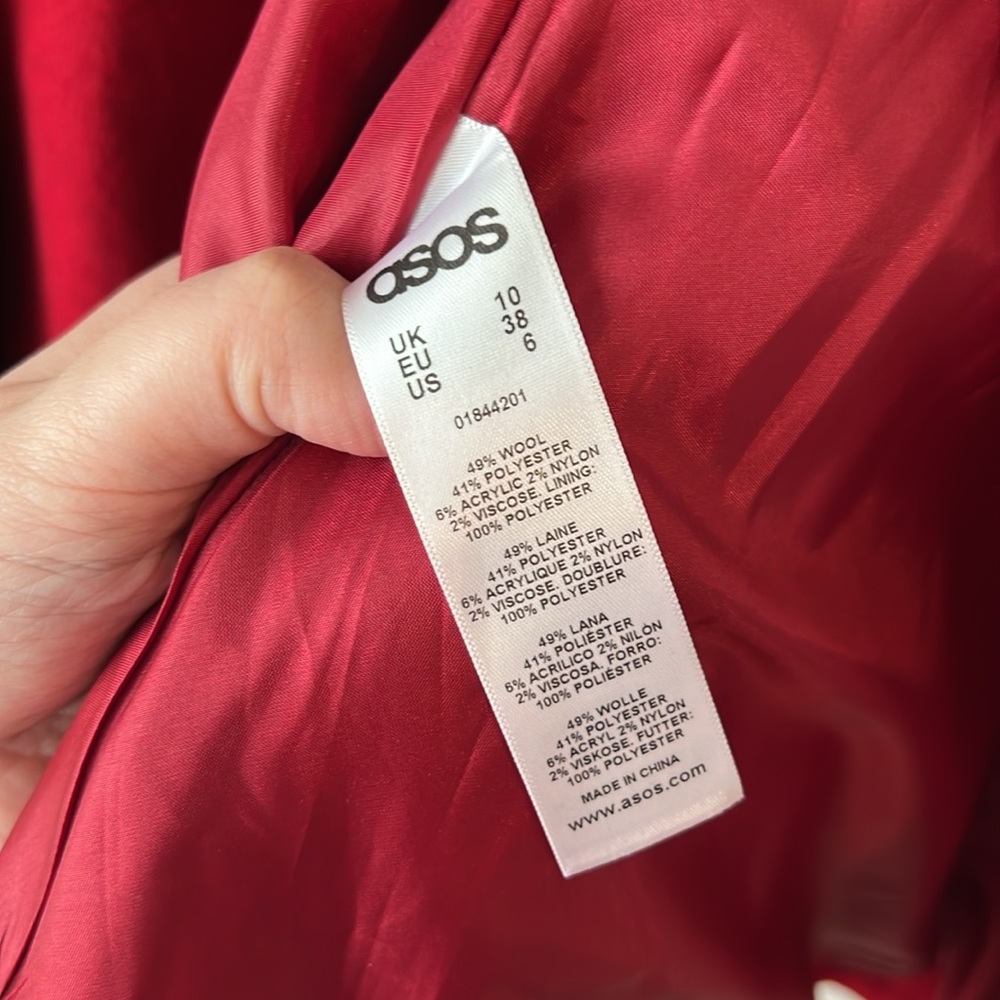 asos
UK 10
EU 38
US 6
01844201
49% WOOL
41% POLYESTER
6% ACRYLIC 2% NYLON
2% VISCOSE. LINING:
100% POLYESTER
49% LAINE
41% POLYESTER
6% ACRYLIQUE 2% NYLON
2% VISCOSE. DOUBLURE:
100% POLYESTER
49% LANA
41% POLIÉSTER
6% ACRILICO 2% NILÓN
2% VISCOSA. FORRO:
100% POLIÉSTER
49% WOLLE
41% POLYESTER
6% ACRYL 2% NYLON
2% VISKOSE. FUTTER:
100% POLYESTER
MADE IN CHINA
www.asos.com